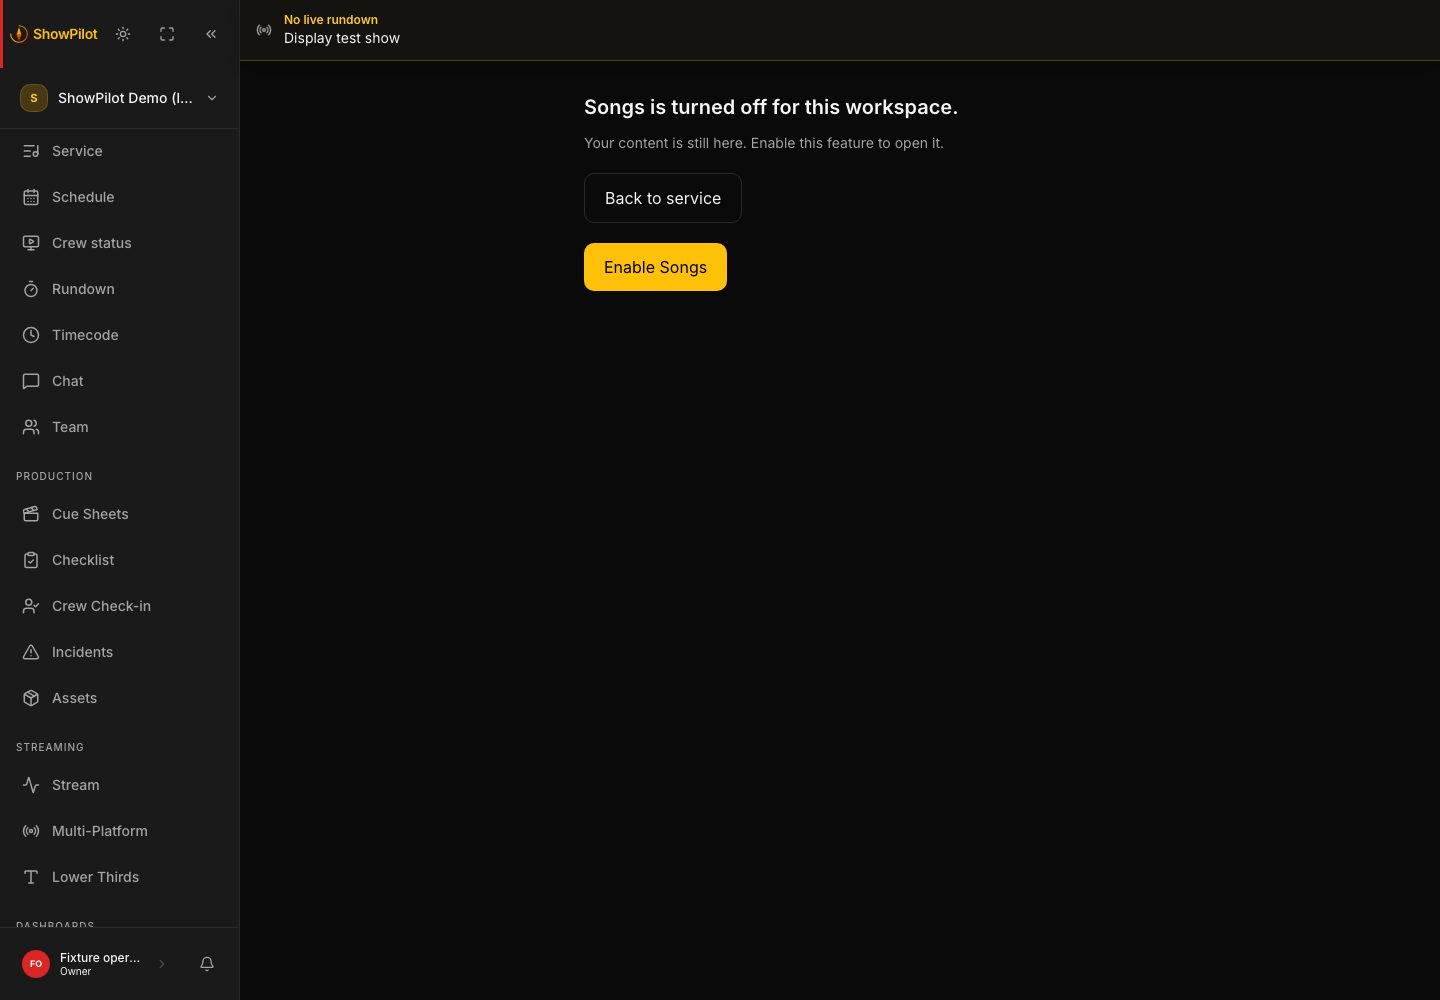 ShowPilot
S
ShowPilot Demo (I...
Service
Schedule
Crew status
Rundown
Timecode
Chat
Team
PRODUCTION
Cue Sheets
Checklist
Crew Check-in
Incidents
Assets
STREAMING
Stream
Multi-Platform
Lower Thirds
DASHBOARDS
FO
Fixture oper...
Owner
No live rundown
Display test show
Songs is turned off for this workspace.
Your content is still here. Enable this feature to open it.
Back to service
Enable Songs